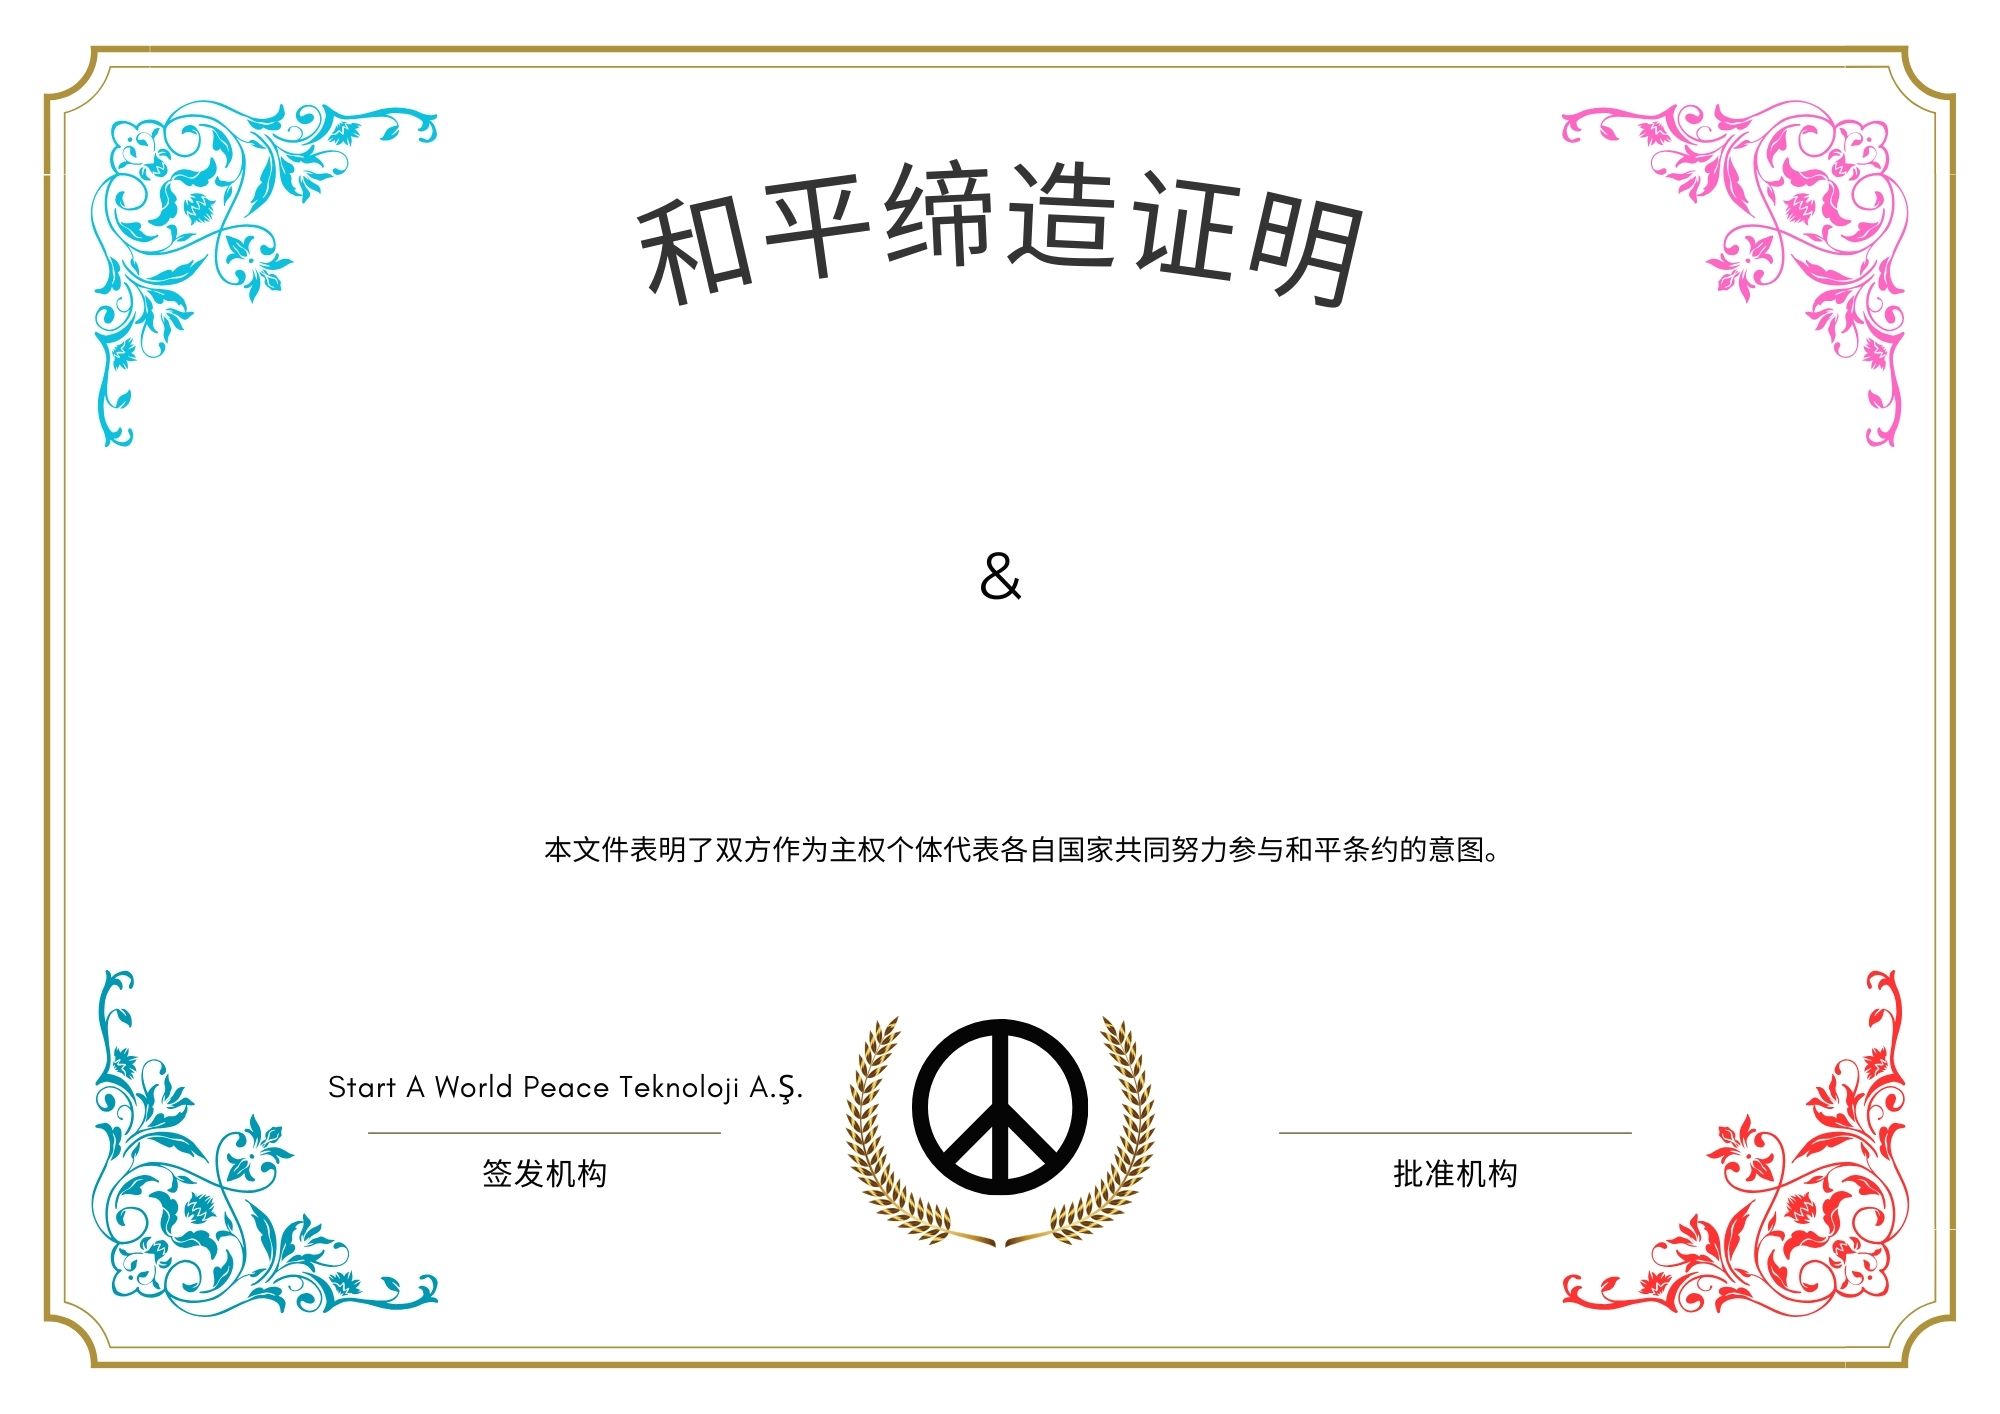 和平缔造证明
&
本文件表明了双方作为主权个体代表各自国家共同努力参与和平条约的意图。
Start A World Peace Teknoloji A.Ş.
签发机构
批准机构